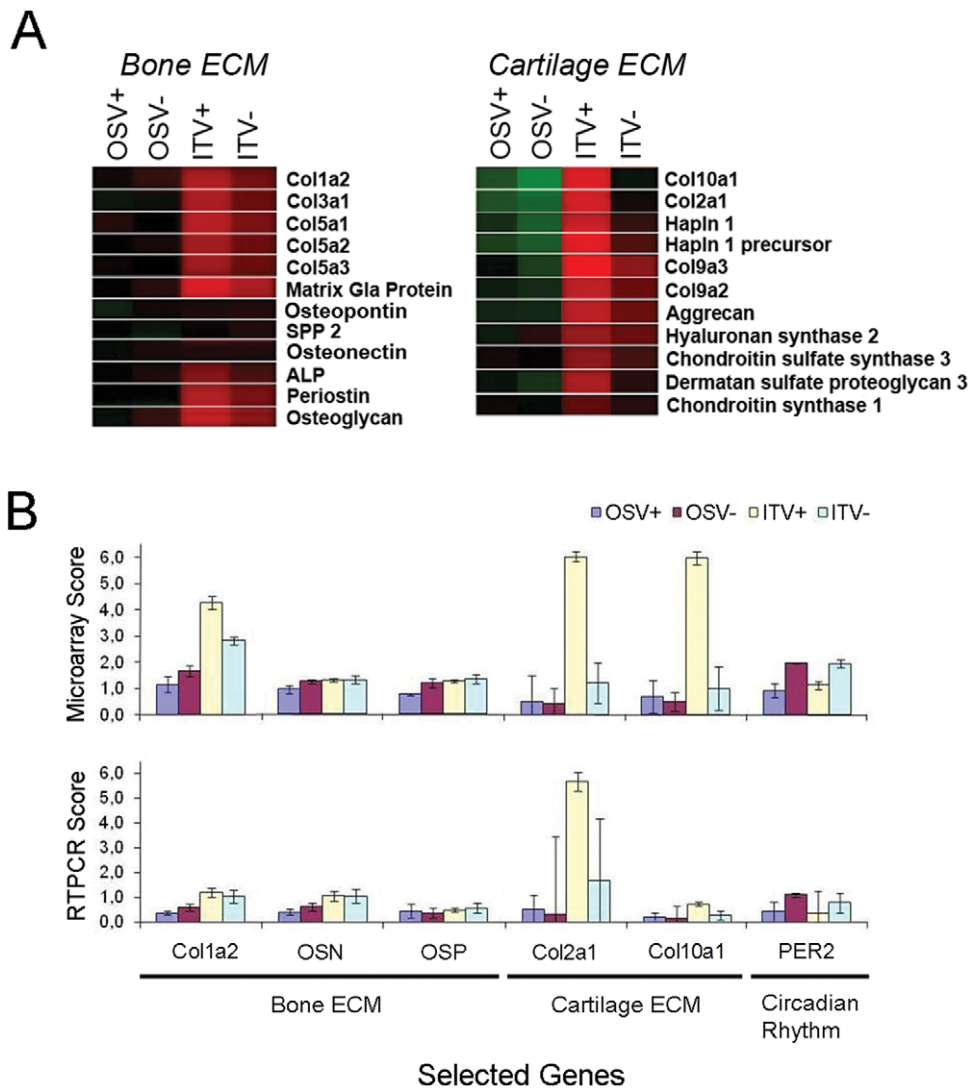 A
Bone ECM
Cartilage ECM
OSV+
OSV-
ITV+
ITV-
OSV+
OSV-
ITV+
ITV-
Col1a2
Col3a1
Col5a1
Col5a2
Col5a3
Matrix Gla Protein
Osteopontin
SPP 2
Osteonectin
ALP
Periostin
Osteoglycan
Col10a1
Col2a1
Hapln 1
Hapln 1 precursor
Col9a3
Col9a2
Aggrecan
Hyaluronan synthase 2
Chondroitin sulfate synthase 3
Dermatan sulfate proteoglycan 3
Chondroitin synthase 1
B
OSV+ OSV- ITV+ ITV-
Microarray Score
6,0
5,0
4,0
3,0
2,0
1,0
0,0
RTPCR Score
6,0
5,0
4,0
3,0
2,0
1,0
0,0
Col1a2 OSN OSP Col2a1 Col10a1 PER2
Bone ECM Cartilage ECM Circadian
Rhythm
Selected Genes